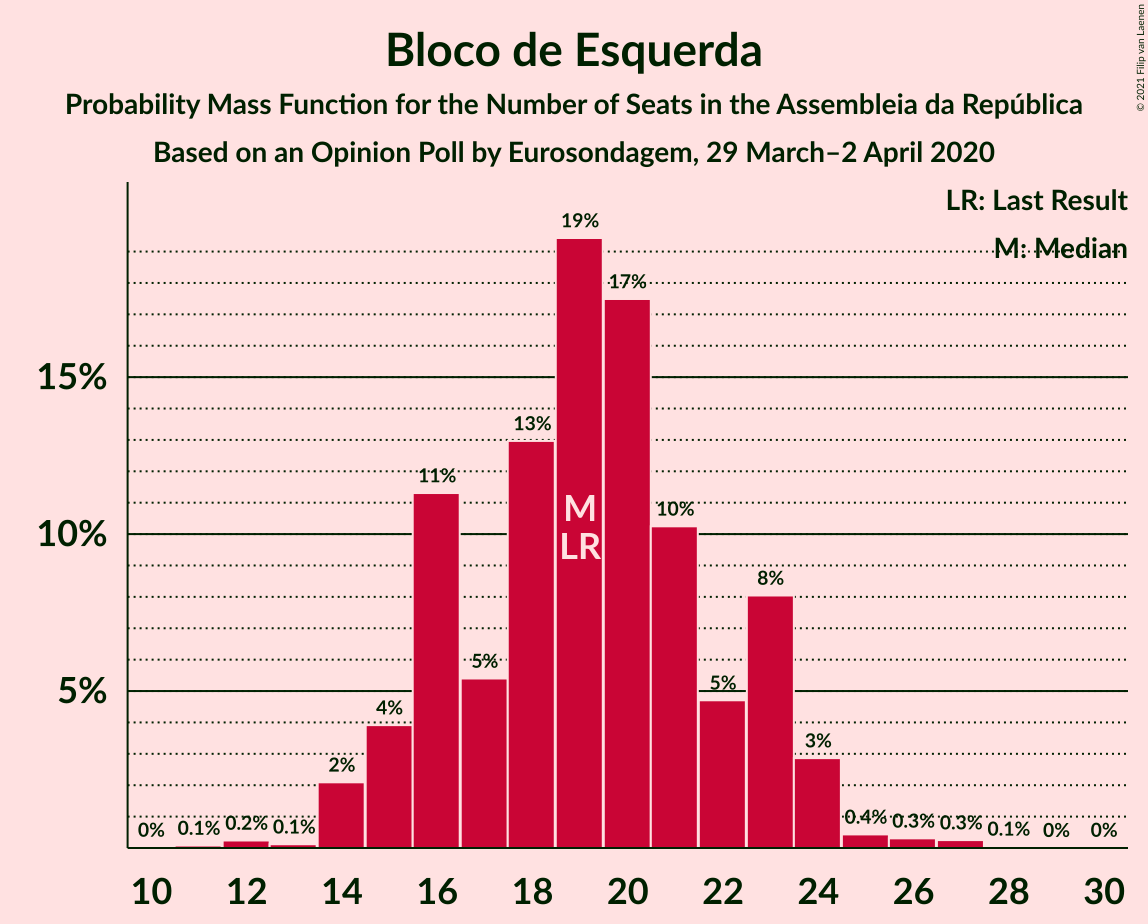 Bloco de Esquerda
Probability Mass Function for the Number of Seats in the Assembleia da República
Based on an Opinion Poll by Eurosondagem, 29 March–2 April 2020
© 2021 Filip van Laenen
LR: Last Result
M: Median
15%
10%
5%
0%
0.1%
0.2%
0.1%
2%
4%
11%
5%
13%
19%
17%
10%
5%
8%
3%
0.4%
0.3%
0.3%
0.1%
0%
0%
M
LR
10 12 14 16 18 20 22 24 26 28 30